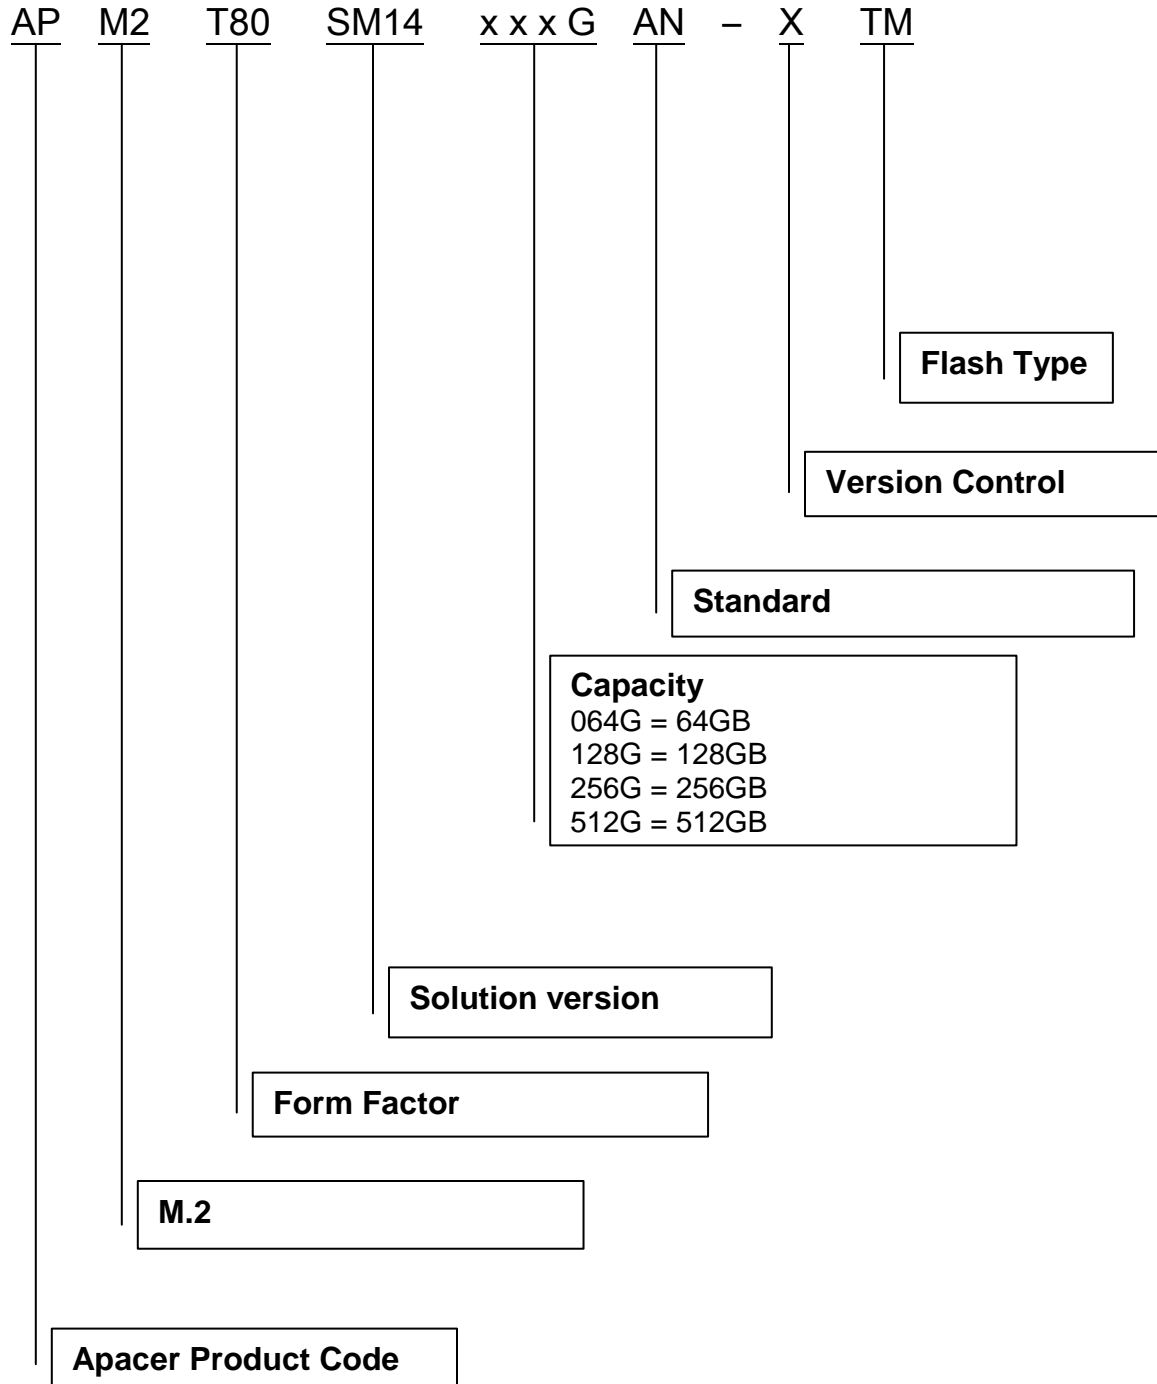 AP M2 T80 SM14 x x x G AN – X TM
Flash Type
Version Control
Standard
Capacity
064G = 64GB
128G = 128GB
256G = 256GB
512G = 512GB
Solution version
Form Factor
M.2
Apacer Product Code